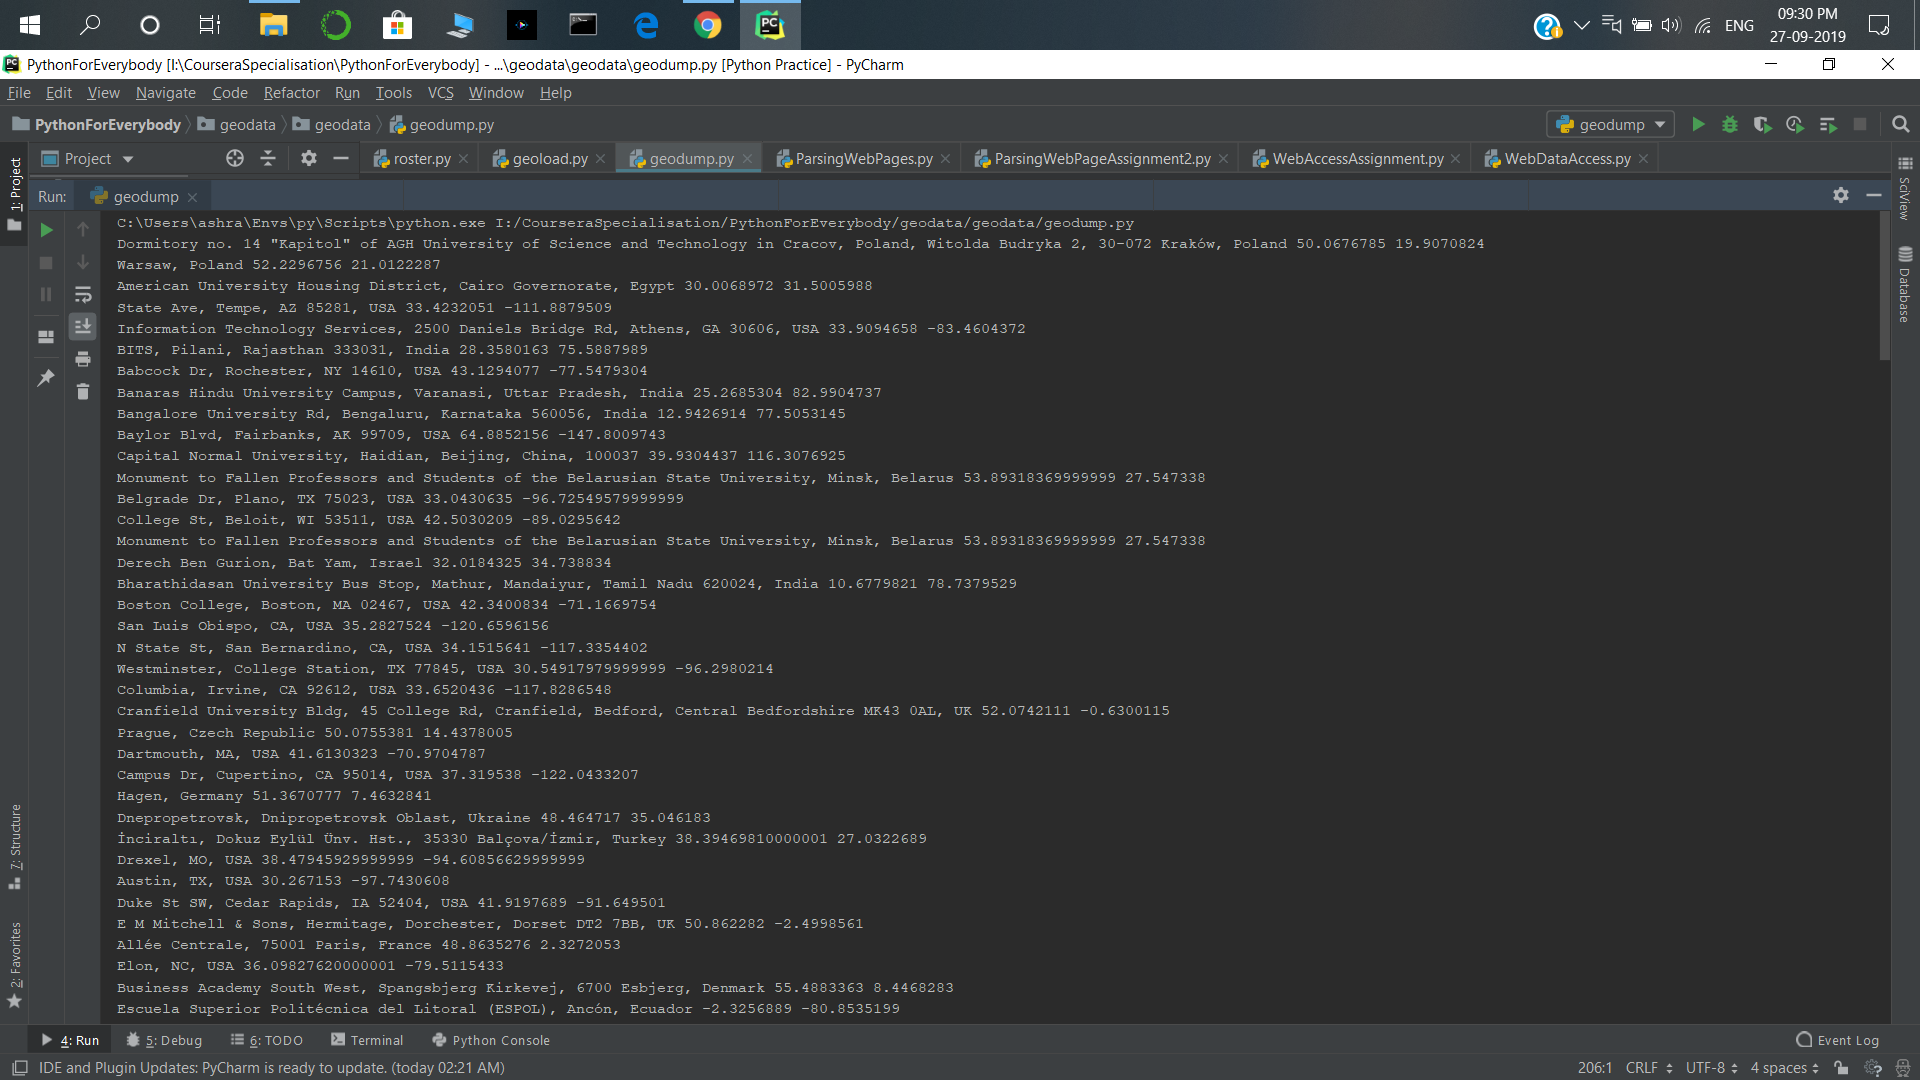 ENG
09:30 PM
27-09-2019
PythonForEverybody [I:\CourseraSpecialisation\PythonForEverybody] - ...\geodata\geodata\geodump.py [Python Practice] - PyCharm
File Edit View Navigate Code Refactor Run Tools VCS Window Help
PythonForEverybody geodata geodata geodump.py geodump
1: Project
Project roster.py geoload.py geodump.py ParsingWebPages.py ParsingWebPageAssignment2.py WebAccessAssignment.py WebDataAccess.py
SciView
Run: geodump
C:\Users\ashra\Envs\py\Scripts\python.exe I:/CourseraSpecialisation/PythonForEverybody/geodata/geodata/geodump.py
Dormitory no. 14 "Kapitol" of AGH University of Science and Technology in Cracov, Poland, Witolda Budryka 2, 30-072 Kraków, Poland 50.0676785 19.9070824
Warsaw, Poland 52.2296756 21.0122287
American University Housing District, Cairo Governorate, Egypt 30.0068972 31.5005988
State Ave, Tempe, AZ 85281, USA 33.4232051 -111.8879509
Information Technology Services, 2500 Daniels Bridge Rd, Athens, GA 30606, USA 33.9094658 -83.4604372
BITS, Pilani, Rajasthan 333031, India 28.3580163 75.5887989
Babcock Dr, Rochester, NY 14610, USA 43.1294077 -77.5479304
Banaras Hindu University Campus, Varanasi, Uttar Pradesh, India 25.2685304 82.9904737
Bangalore University Rd, Bengaluru, Karnataka 560056, India 12.9426914 77.5053145
Baylor Blvd, Fairbanks, AK 99709, USA 64.8852156 -147.8009743
Capital Normal University, Haidian, Beijing, China, 100037 39.9304437 116.3076925
Monument to Fallen Professors and Students of the Belarusian State University, Minsk, Belarus 53.89318369999999 27.547338
Belgrade Dr, Plano, TX 75023, USA 33.0430635 -96.72549579999999
College St, Beloit, WI 53511, USA 42.5030209 -89.0295642
Monument to Fallen Professors and Students of the Belarusian State University, Minsk, Belarus 53.89318369999999 27.547338
Derech Ben Gurion, Bat Yam, Israel 32.0184325 34.738834
Bharathidasan University Bus Stop, Mathur, Mandaiyur, Tamil Nadu 620024, India 10.6779821 78.7379529
Boston College, Boston, MA 02467, USA 42.3400834 -71.1669754
San Luis Obispo, CA, USA 35.2827524 -120.6596156
N State St, San Bernardino, CA, USA 34.1515641 -117.3354402
Westminster, College Station, TX 77845, USA 30.54917979999999 -96.2980214
Columbia, Irvine, CA 92612, USA 33.6520436 -117.8286548
Cranfield University Bldg, 45 College Rd, Cranfield, Bedford, Central Bedfordshire MK43 0AL, UK 52.0742111 -0.6300115
Prague, Czech Republic 50.0755381 14.4378005
Dartmouth, MA, USA 41.6130323 -70.9704787
Campus Dr, Cupertino, CA 95014, USA 37.319538 -122.0433207
Hagen, Germany 51.3670777 7.4632841
Dnepropetrovsk, Dnipropetrovsk Oblast, Ukraine 48.464717 35.046183
İnciraltı, Dokuz Eylül Ünv. Hst., 35330 Balçova/İzmir, Turkey 38.39469810000001 27.0322689
Drexel, MO, USA 38.47945929999999 -94.60856629999999
Austin, TX, USA 30.267153 -97.7430608
Duke St SW, Cedar Rapids, IA 52404, USA 41.9197689 -91.649501
E M Mitchell & Sons, Hermitage, Dorchester, Dorset DT2 7BB, UK 50.862282 -2.4998561
Allée Centrale, 75001 Paris, France 48.8635276 2.3272053
Elon, NC, USA 36.09827620000001 -79.5115433
Business Academy South West, Spangsbjerg Kirkevej, 6700 Esbjerg, Denmark 55.4883363 8.4468283
Escuela Superior Politécnica del Litoral (ESPOL), Ancón, Ecuador -2.3256889 -80.8535199
Database
7: Structure
2: Favorites
4: Run 5: Debug 6: TODO Terminal Python Console Event Log
IDE and Plugin Updates: PyCharm is ready to update. (today 02:21 AM) 206:1 CRLF UTF-8 4 spaces